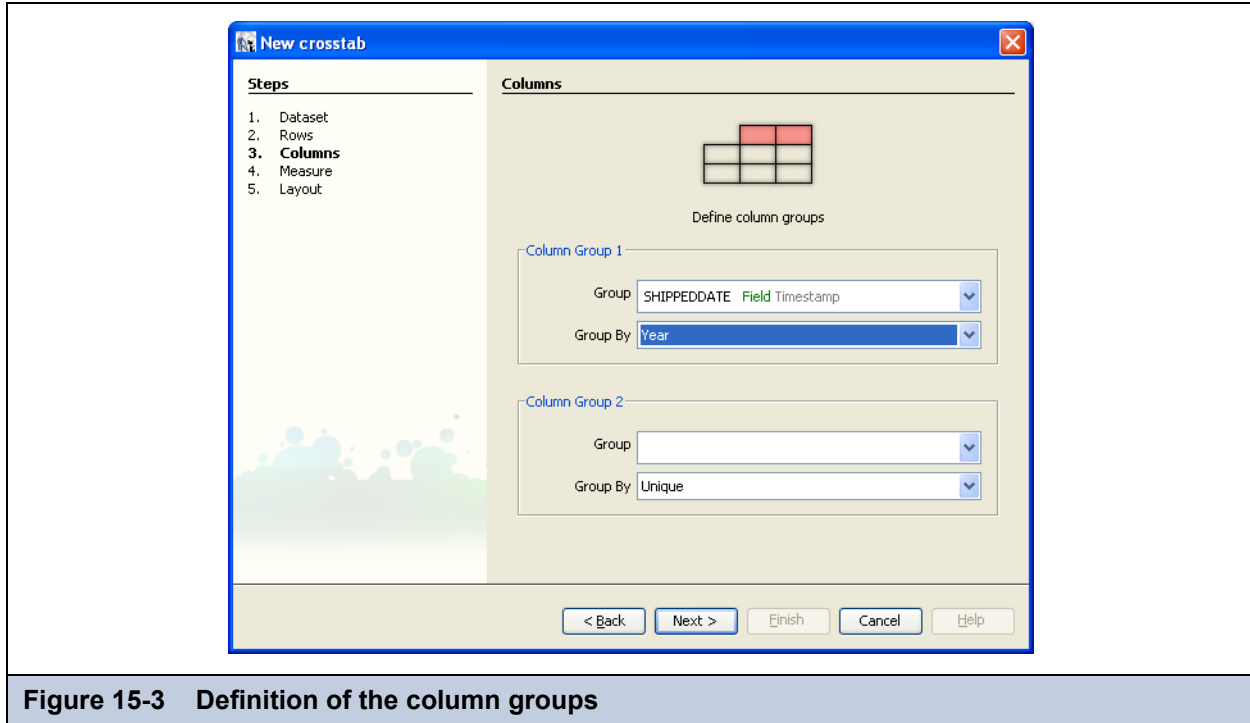 New crosstab
Steps
1. Dataset
2. Rows
3. Columns
4. Measure
5. Layout
Columns
Define column groups
Column Group 1
Group SHIPPEDDATE Field Timestamp
Group By Year
Column Group 2
Group
Group By Unique
< Back Next > Finish Cancel Help
Figure 15-3 Definition of the column groups